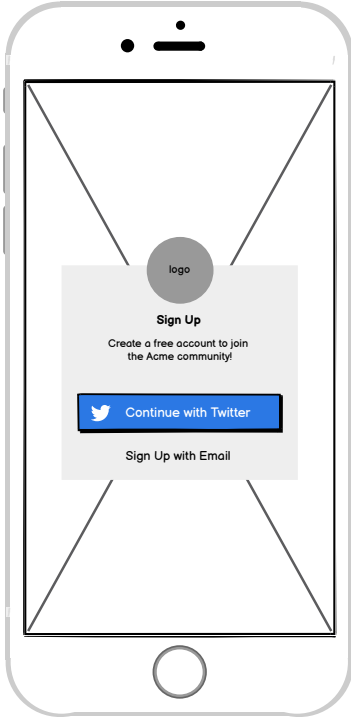 logo
Sign Up
Create a free account to join
the Acme community!
Continue with Twitter
Sign Up with Email